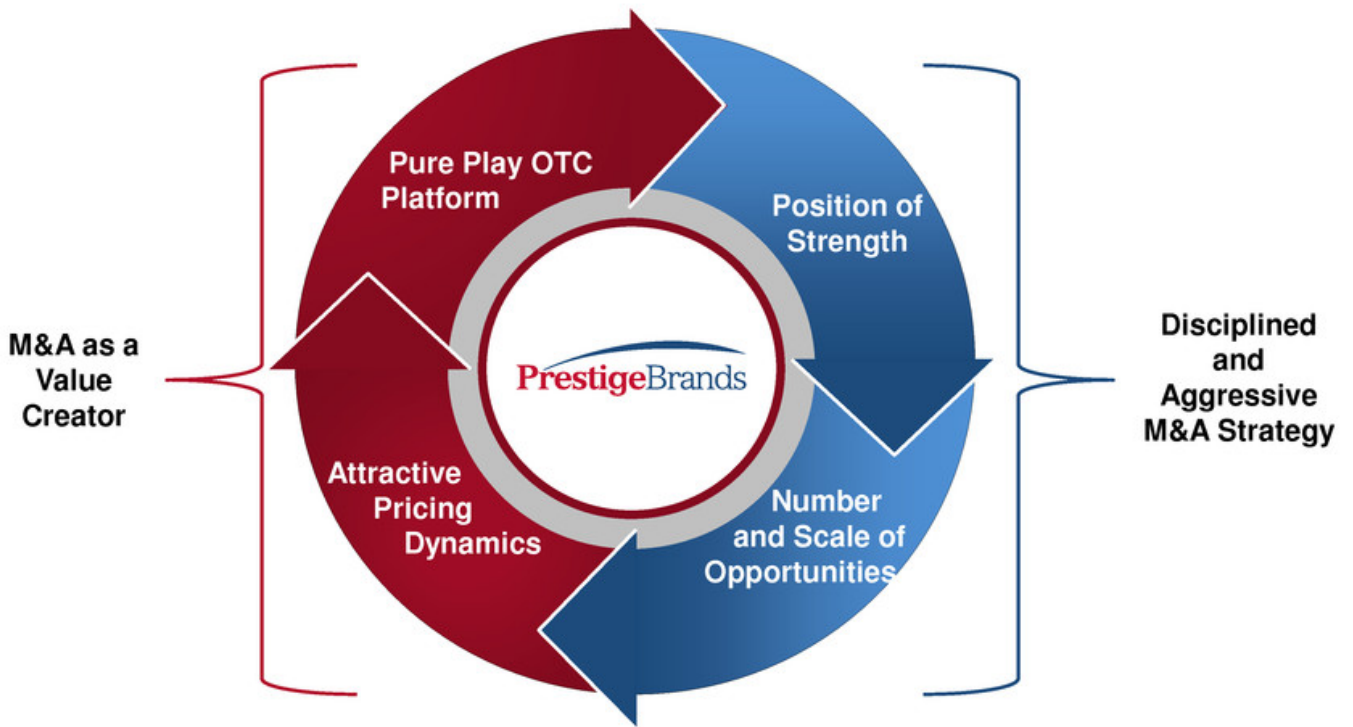 Pure Play OTC
Platform
Position of
Strength
M&A as a
Value
Creator
PrestigeBrands
Disciplined
and
Aggressive
M&A Strategy
Attractive
Pricing
Dynamics
Number
and Scale of
Opportunities